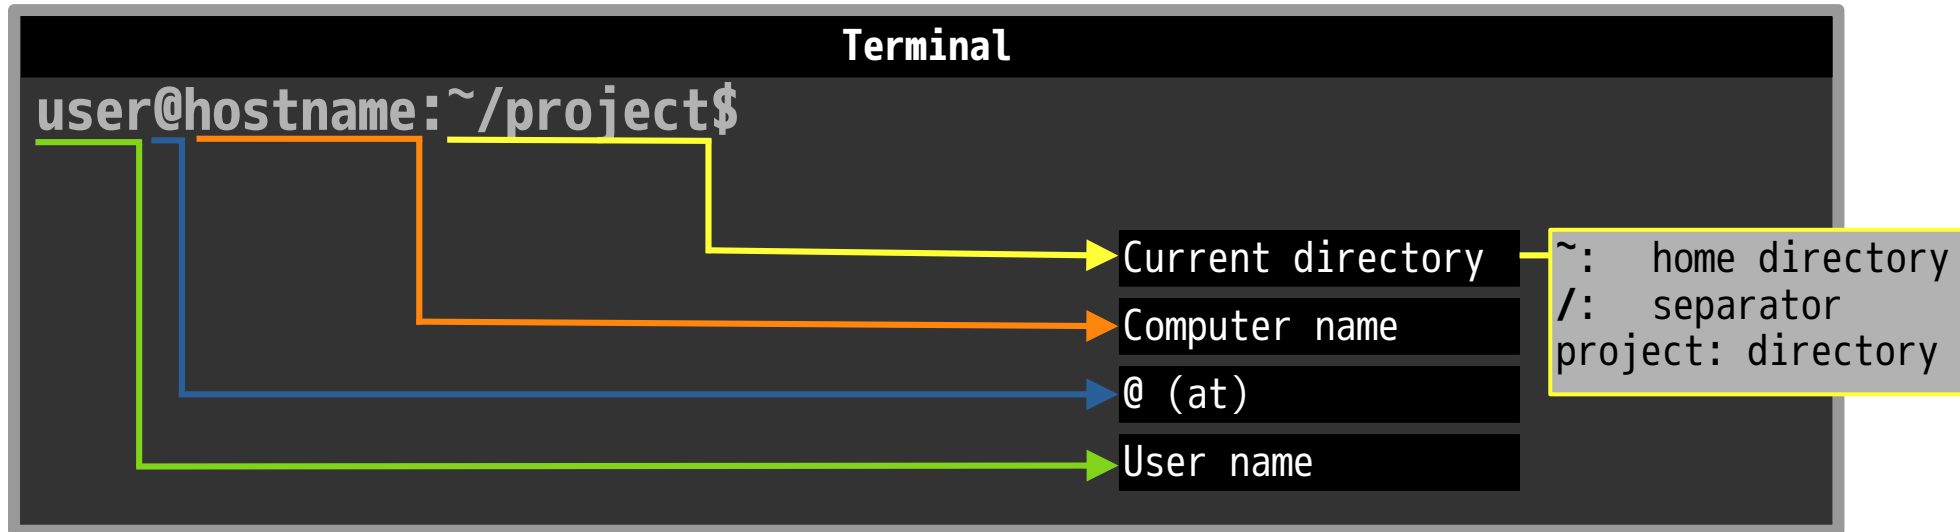 Terminal
user@hostname:~/project$
Current directory
~: home directory
/: separator
project: directory
Computer name
@ (at)
User name